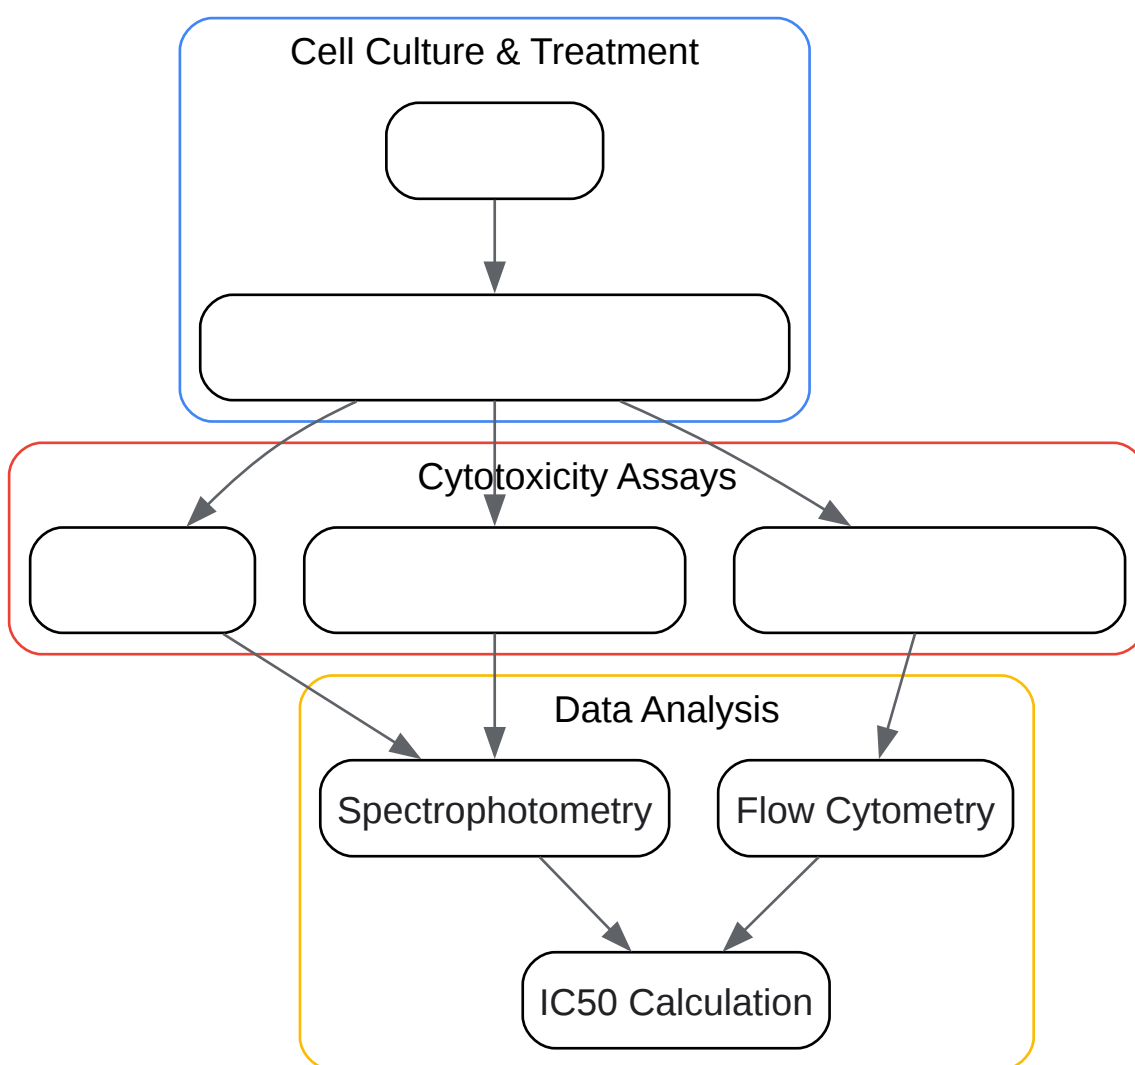 Cell Culture & Treatment
Cytotoxicity Assays
Data Analysis
Spectrophotometry
Flow Cytometry
IC50 Calculation